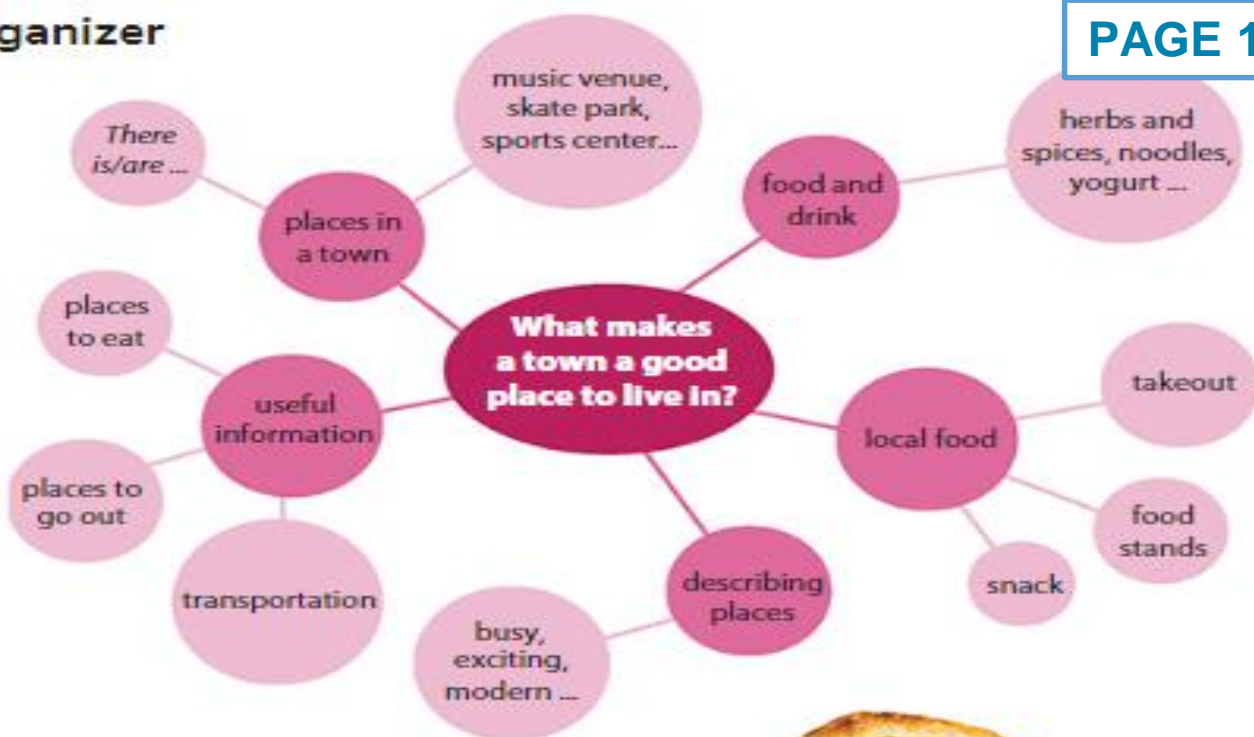 ganizer
PAGE 1
There
is/are ...
music venue,
skate park,
sports center...
places in
a town
food and
drink
herbs and
spices, noodles,
yogurt ...
places
to eat
useful
information
places to
go out
transportation
What makes
a town a good
place to live in?
local food
takeout
food
stands
snack
describing
places
busy,
exciting,
modern ...